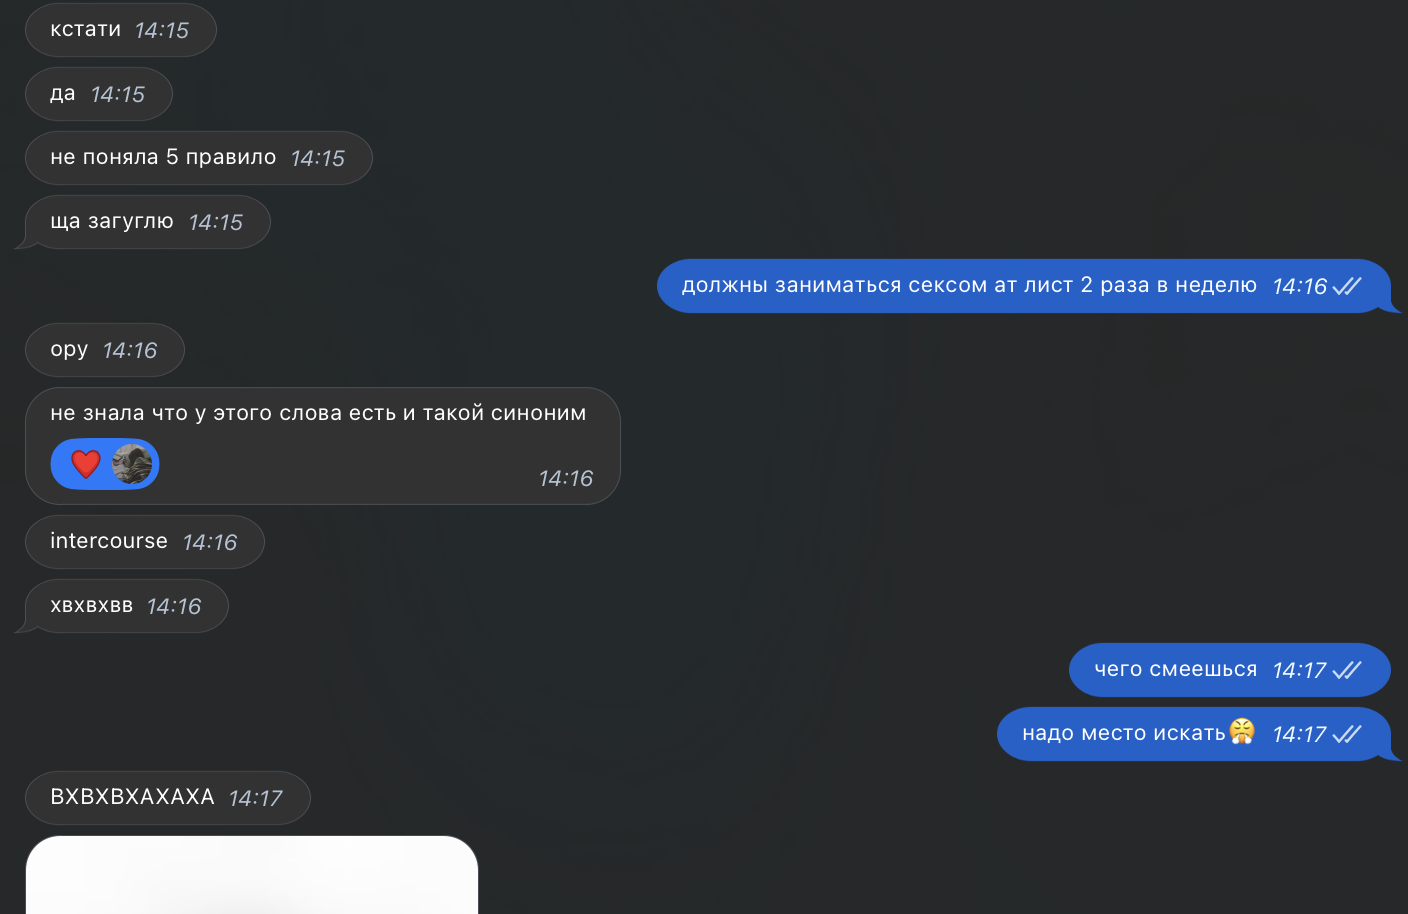 кстати 14:15
да 14:15
не поняла 5 правило 14:15
ща загуглю 14:15
должны заниматься сексом ат лист 2 раза в неделю 14:16
ору 14:16
не знала что у этого слова есть и такой синоним
14:16
intercourse 14:16
хвхвхвв 14:16
чего смеешься 14:17
надо место искать😤 14:17
ВХВХВХАХАХА 14:17